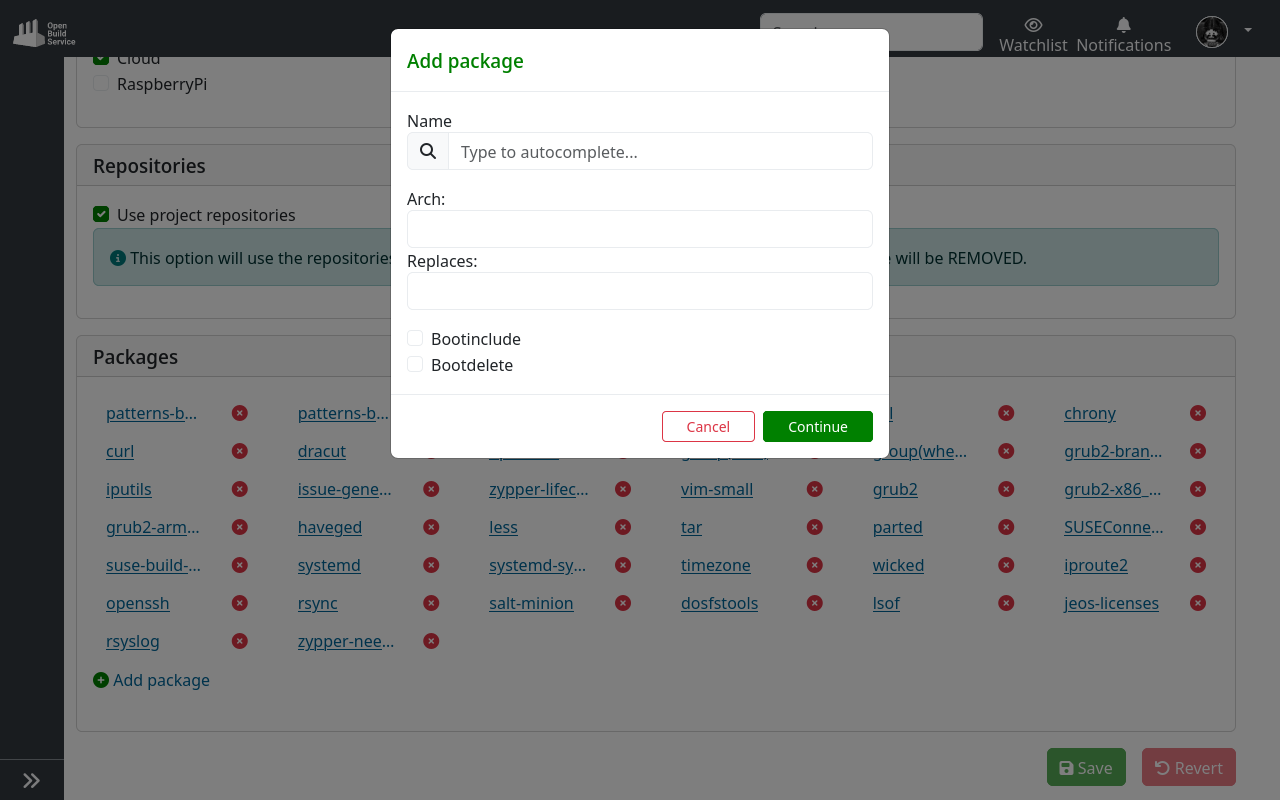 Open
Build
Service
Watchlist
Notifications
Cloud
RaspberryPi
Add package
Name
Type to autocomplete...
Arch:
Replaces:
Bootinclude
Bootdelete
Cancel
Continue
Repositories
Use project repositories
This option will use the repositories will be REMOVED.
Packages
patterns-b... patterns-b... chrony
curl dracut group(whe... grub2-bran...
iputils issue-gene... zypper-lifec... vim-small grub2 grub2-x86_...
grub2-arm... haveged less tar parted SUSEConne...
suse-build-... systemd systemd-sy... timezone wicked iproute2
openssh rsync salt-minion dosfstools lsof jeos-licenses
rsyslog zypper-nee...
Add package
Save
Revert